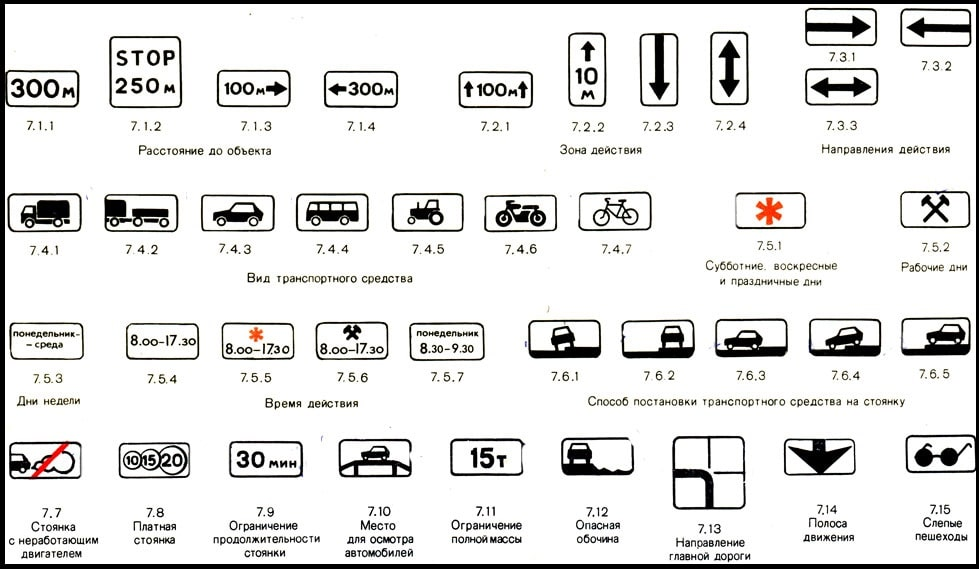 300 м
STOP
250 м
100 м
300 м
100 м
10
м
7.3.1
7.3.2
7.1.1
7.1.2
7.1.3
7.1.4
7.2.1
7.2.2
7.2.3
7.2.4
7.3.3
Расстояние до объекта
Зона действия
Направления действия
7.4.1
7.4.2
7.4.3
7.4.4
7.4.5
7.4.6
7.4.7
7.5.1
7.5.2
Вид транспортного средства
Субботние, воскресные
и праздничные дни
Рабочие дни
понедельник-
– среда
8.00–17.30
8.00–17.30
8.00–17.30
понедельник
8.30–9.30
7.5.3
7.5.4
7.5.5
7.5.6
7.5.7
7.6.1
7.6.2
7.6.3
7.6.4
7.6.5
Дни недели
Время действия
Способ постановки транспортного средства на стоянку
10 15 20
30 мин
15т
7.7
Стоянка
с неработающим
двигателем
7.8
Платная
стоянка
7.9
Ограничение
продолжительности
стоянки
7.10
Место
для осмотра
автомобилей
7.11
Ограничение
полной массы
7.12
Опасная
обочина
7.13
Направление
главной дороги
7.14
Полоса
движения
7.15
Слепые
пешеходы